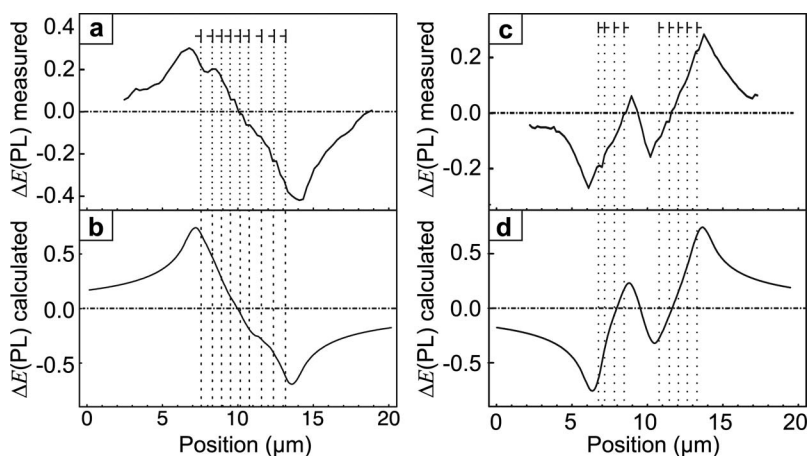 a
ΔE(PL) measured
0.4
0.2
0.0
-0.2
-0.4
b
ΔE(PL) calculated
0.5
0.0
-0.5
0 5 10 15 20
Position (μm)
c
ΔE(PL) measured
0.2
0.0
-0.2
d
ΔE(PL) calculated
0.5
0.0
-0.5
0 5 10 15 20
Position (μm)